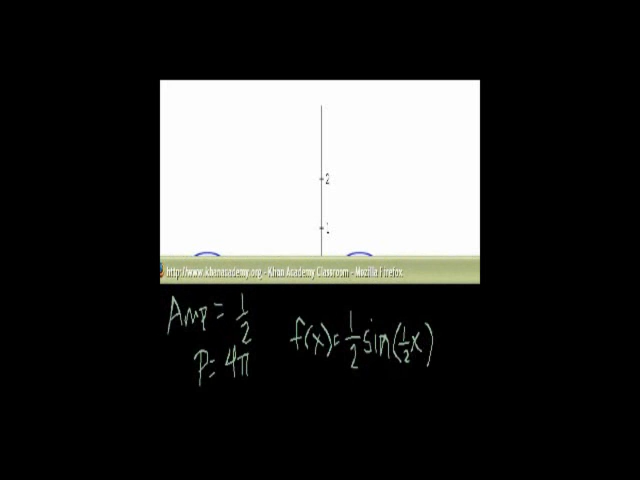 2
1
http://www.khanacademy.org - Khan Academy Classroom - Mozilla Firefox
Amp = 1/2
f(x) = 1/2 sin(1/2 x)
P = 4π